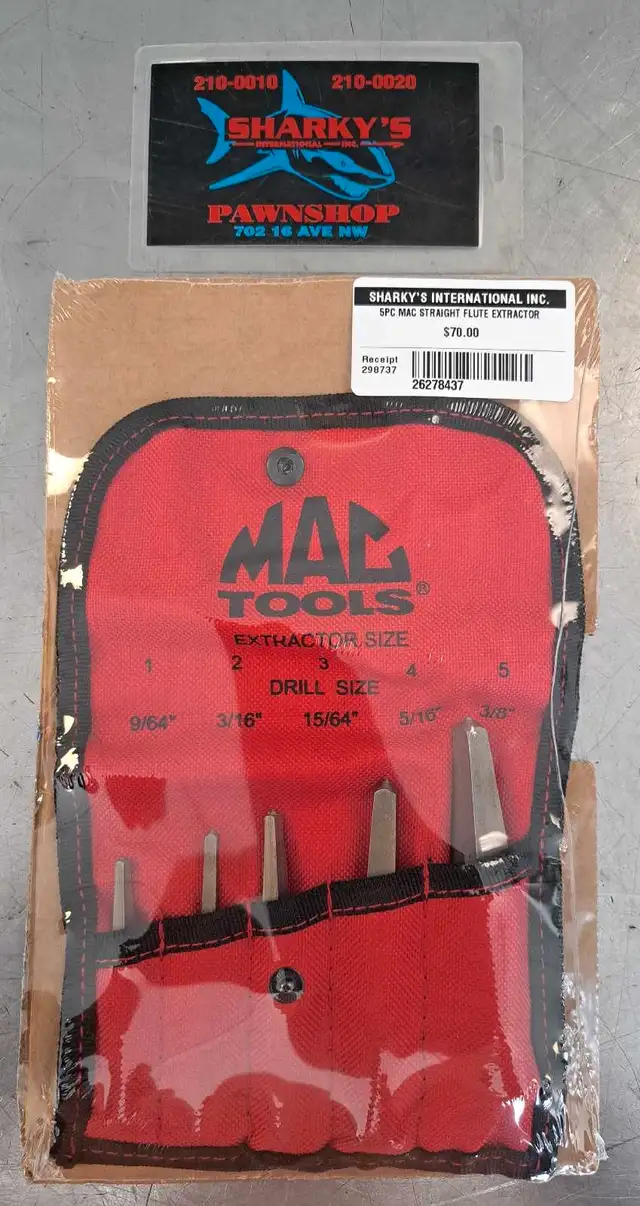 210-0010 210-0020
SHARKY'S
INTERNATIONAL INC.
PAWNSHOP
702 16 AVE NW
SHARKY'S INTERNATIONAL INC.
5PC MAC STRAIGHT FLUTE EXTRACTOR
$70.00
Receipt
298737
26278437
MAC
TOOLS®
EXTRACTOR SIZE
1 2 3 4 5
DRILL SIZE
9/64" 3/16" 15/64" 5/16" 3/8"